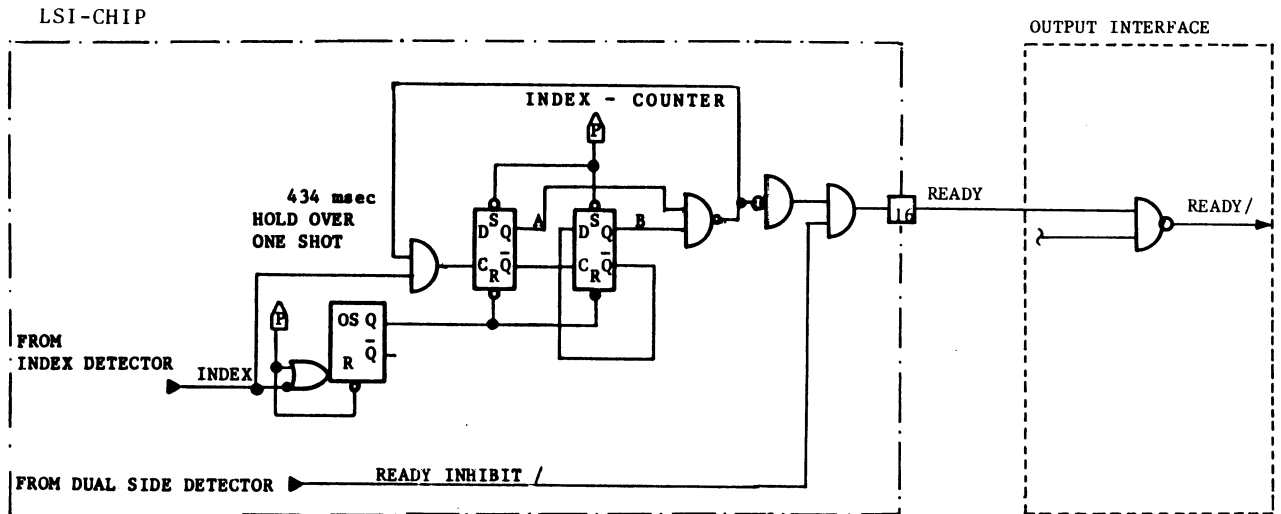 LSI-CHIP
OUTPUT INTERFACE
INDEX - COUNTER
P
434 msec
HOLD OVER
ONE SHOT
S
D Q
A
C Q
R
S
D Q
B
C Q
R
16
READY
READY/
P
OS Q
Q
R
FROM
INDEX DETECTOR
INDEX
FROM DUAL SIDE DETECTOR
READY INHIBIT /